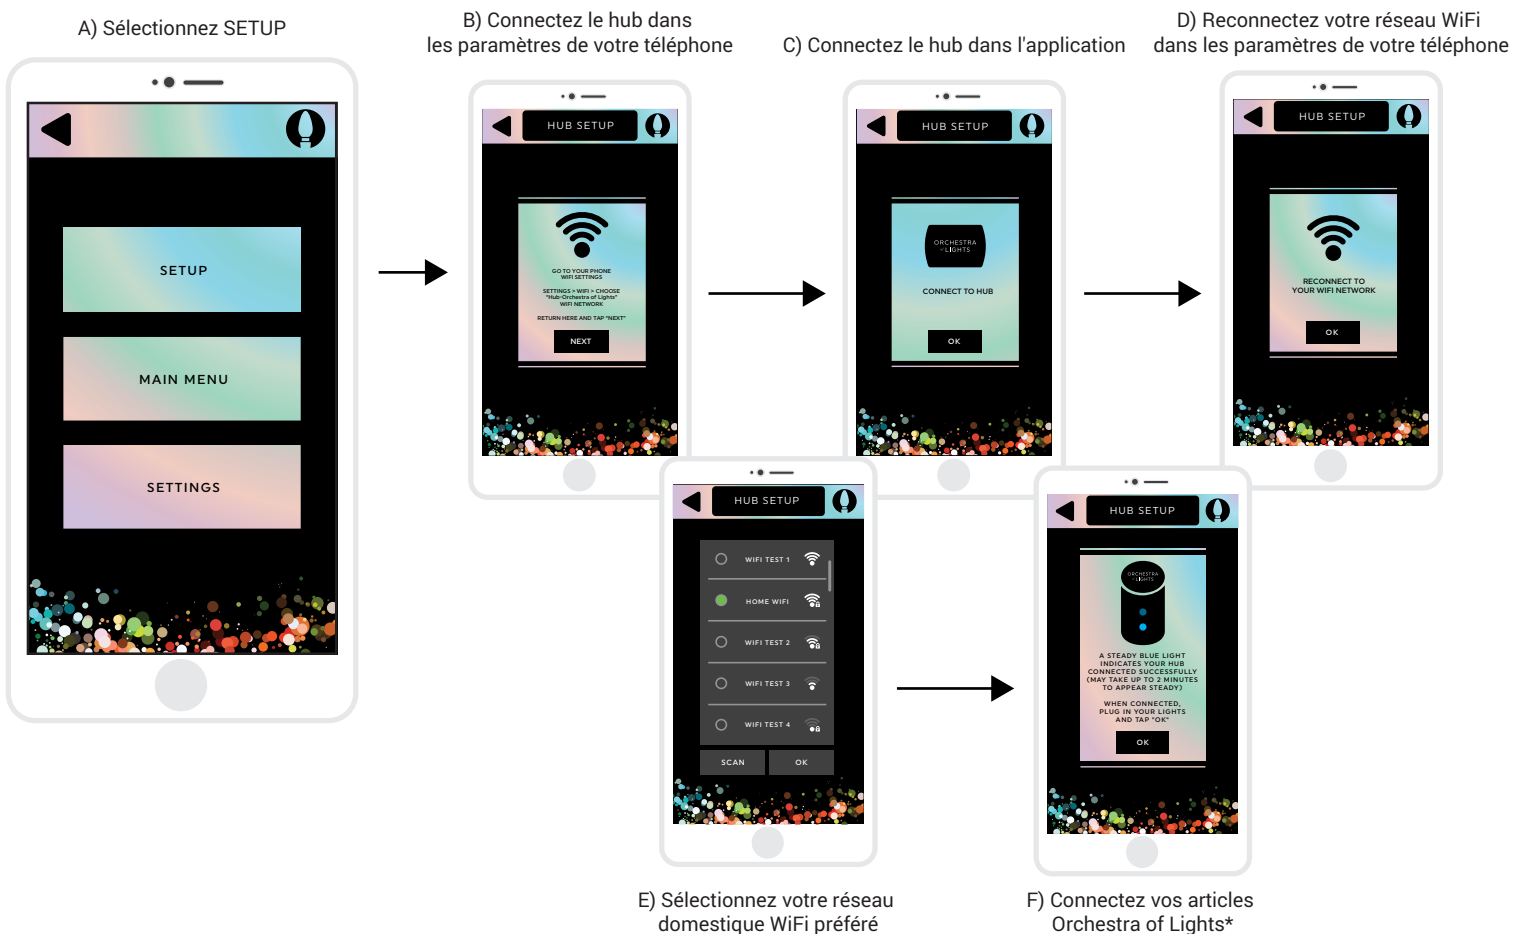 A) Sélectionnez SETUP
SETUP
MAIN MENU
SETTINGS
B) Connectez le hub dans
les paramètres de votre téléphone
HUB SETUP
GO TO YOUR PHONE
WIFI SETTINGS
SETTINGS > WIFI > CHOOSE
"Hub-Orchestra of Lights"
WIFI NETWORK
RETURN HERE AND TAP "NEXT"
NEXT
C) Connectez le hub dans l'application
HUB SETUP
ORCHESTRA
of LIGHTS
CONNECT TO HUB
OK
D) Reconnectez votre réseau WiFi
dans les paramètres de votre téléphone
HUB SETUP
RECONNECT TO
YOUR WIFI NETWORK
OK
HUB SETUP
WIFI TEST 1
HOME WIFI
WIFI TEST 2
WIFI TEST 3
WIFI TEST 4
SCAN
OK
E) Sélectionnez votre réseau
domestique WiFi préféré
HUB SETUP
ORCHESTRA
of LIGHTS
A STEADY BLUE LIGHT
INDICATES YOUR HUB
CONNECTED SUCCESSFULLY
(MAY TAKE UP TO 2 MINUTES
TO APPEAR STEADY)
WHEN CONNECTED,
PLUG IN YOUR LIGHTS
AND TAP "OK"
OK
F) Connectez vos articles
Orchestra of Lights*